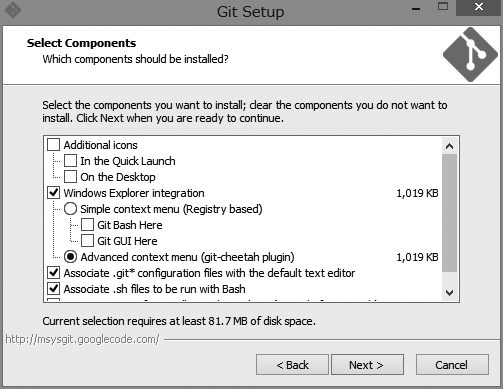 Git Setup
Select Components
Which components should be installed?
Select the components you want to install; clear the components you do not want to
install. Click Next when you are ready to continue.
Additional icons
In the Quick Launch
On the Desktop
Windows Explorer integration 1,019 KB
Simple context menu (Registry based)
Git Bash Here
Git GUI Here
Advanced context menu (git-cheetah plugin) 1,019 KB
Associate .git* configuration files with the default text editor
Associate .sh files to be run with Bash
Current selection requires at least 81.7 MB of disk space.
http://msysgit.googlecode.com/
< Back Next > Cancel